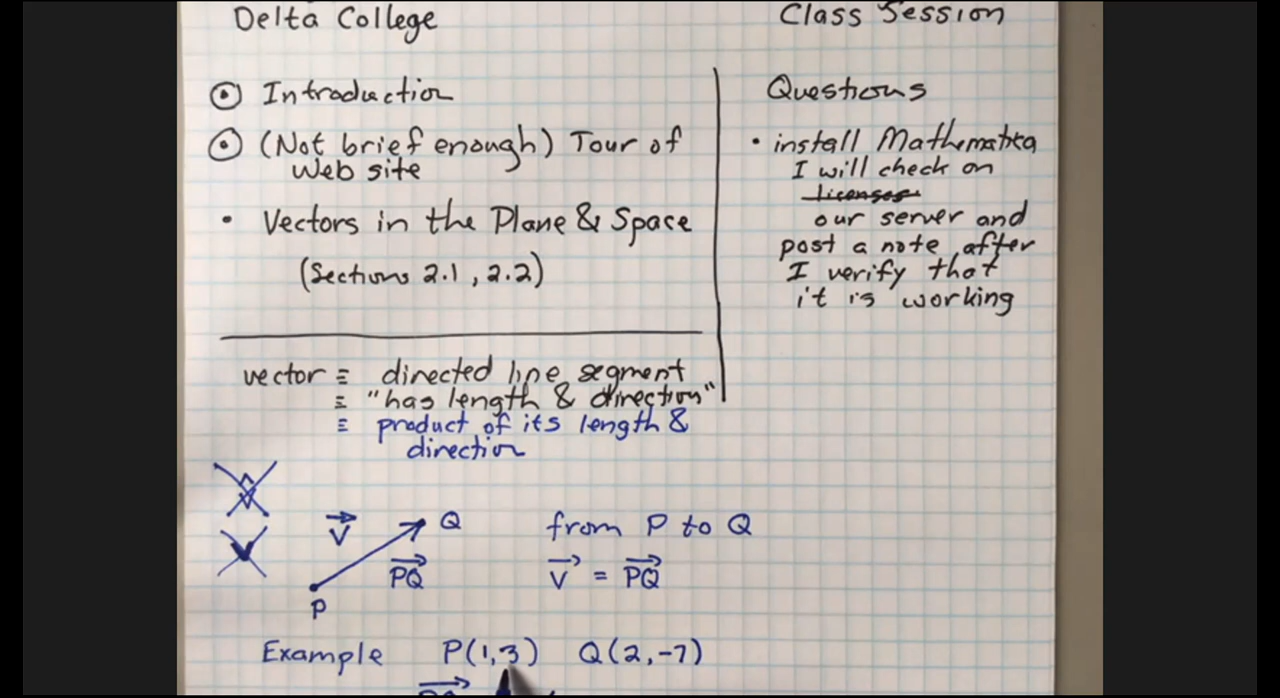 Delta College
Class Session
⊙ Introduction
⊙ (Not brief enough) Tour of
Web site
• Vectors in the Plane & Space
(Sections 2.1, 2.2)
Questions
• install Mathematica
I will check on
licenses
our server and
post a note after
I verify that
it is working
vector ≡ directed line segment
≡ "has length & direction"
≡ product of its length &
direction
V
Q
PQ
P
from P to Q
V = PQ
Example P(1,3) Q(2,-7)